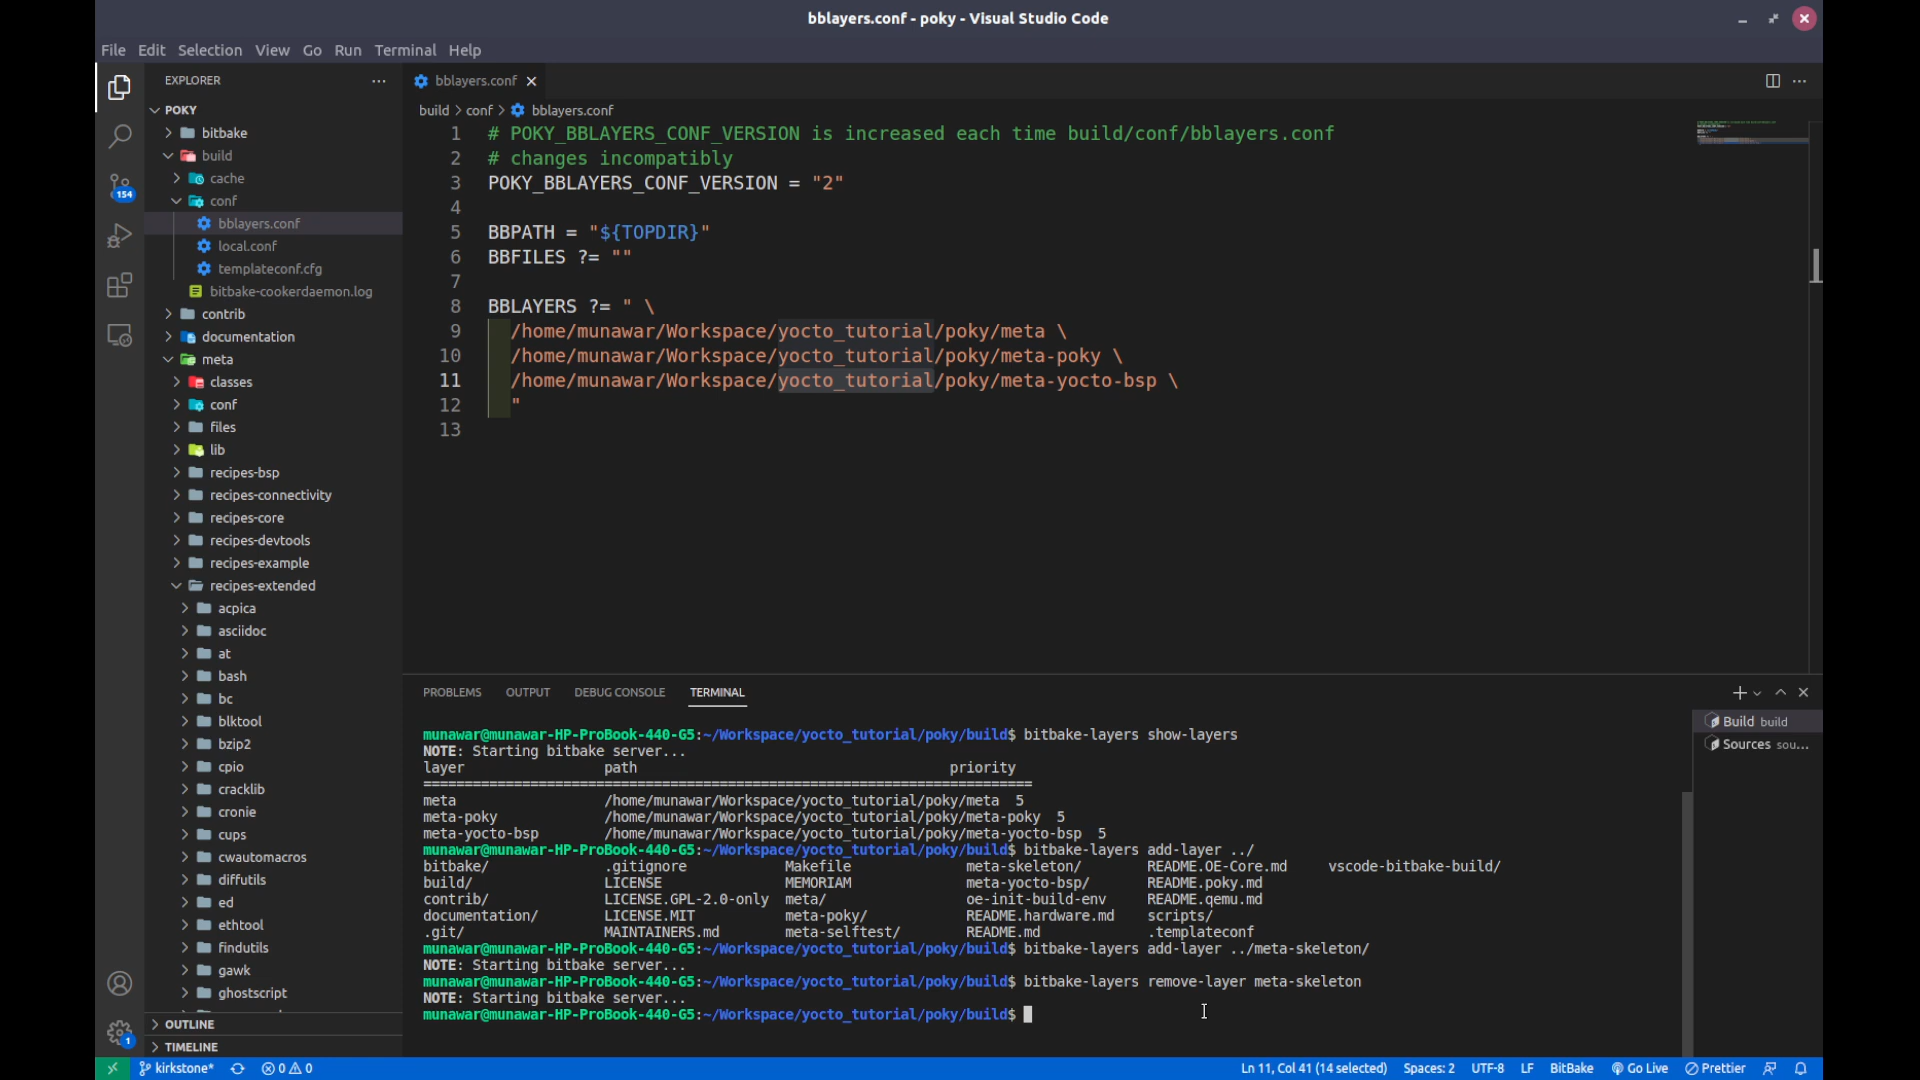 bblayers.conf - poky - Visual Studio Code
File Edit Selection View Go Run Terminal Help
EXPLORER
POKY
bitbake
build
cache
conf
bblayers.conf
local.conf
templateconf.cfg
bitbake-cookerdaemon.log
contrib
documentation
meta
classes
conf
files
lib
recipes-bsp
recipes-connectivity
recipes-core
recipes-devtools
recipes-example
recipes-extended
acpica
asciidoc
at
bash
bc
blktool
bzip2
cpio
cracklib
cronie
cups
cwautomacros
diffutils
ed
ethtool
findutils
gawk
ghostscript
OUTLINE
TIMELINE
154
1
bblayers.conf
build > conf > bblayers.conf
1 # POKY_BBLAYERS_CONF_VERSION is increased each time build/conf/bblayers.conf
2 # changes incompatibly
3 POKY_BBLAYERS_CONF_VERSION = "2"
4
5 BBPATH = "${TOPDIR}"
6 BBFILES ?= ""
7
8 BBLAYERS ?= " \
9 /home/munawar/Workspace/yocto_tutorial/poky/meta \
10 /home/munawar/Workspace/yocto_tutorial/poky/meta-poky \
11 /home/munawar/Workspace/yocto_tutorial/poky/meta-yocto-bsp \
12 "
13
PROBLEMS OUTPUT DEBUG CONSOLE TERMINAL
Build build
Sources sou...
munawar@munawar-HP-ProBook-440-G5:~/Workspace/yocto_tutorial/poky/build$ bitbake-layers show-layers
NOTE: Starting bitbake server...
layer path priority
==========================================================================
meta /home/munawar/Workspace/yocto_tutorial/poky/meta 5
meta-poky /home/munawar/Workspace/yocto_tutorial/poky/meta-poky 5
meta-yocto-bsp /home/munawar/Workspace/yocto_tutorial/poky/meta-yocto-bsp 5
munawar@munawar-HP-ProBook-440-G5:~/Workspace/yocto_tutorial/poky/build$ bitbake-layers add-layer ../
bitbake/ .gitignore Makefile meta-skeleton/ README.OE-Core.md vscode-bitbake-build/
build/ LICENSE MEMORIAM meta-yocto-bsp/ README.poky.md
contrib/ LICENSE.GPL-2.0-only meta/ oe-init-build-env README.qemu.md
documentation/ LICENSE.MIT meta-poky/ README.hardware.md scripts/
.git/ MAINTAINERS.md meta-selftest/ README.md .templateconf
munawar@munawar-HP-ProBook-440-G5:~/Workspace/yocto_tutorial/poky/build$ bitbake-layers add-layer ../meta-skeleton/
NOTE: Starting bitbake server...
munawar@munawar-HP-ProBook-440-G5:~/Workspace/yocto_tutorial/poky/build$ bitbake-layers remove-layer meta-skeleton
NOTE: Starting bitbake server...
munawar@munawar-HP-ProBook-440-G5:~/Workspace/yocto_tutorial/poky/build$
kirkstone* 0 0 Ln 11, Col 41 (14 selected) Spaces: 2 UTF-8 LF BitBake Go Live Prettier